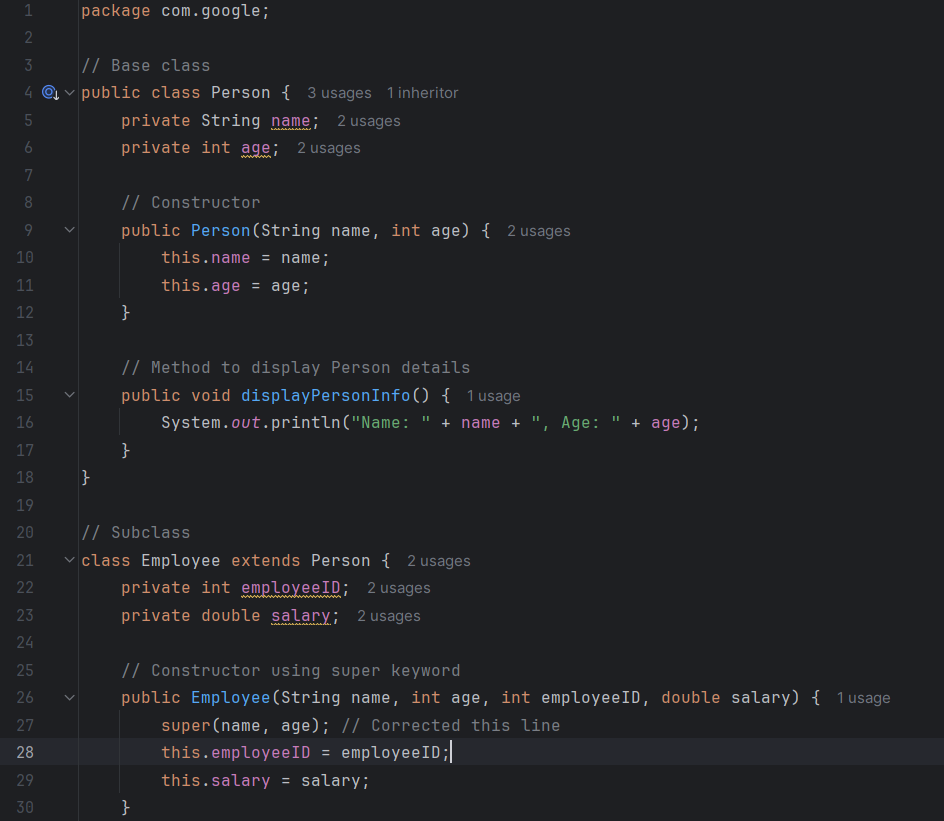 1 package com.google;
2
3 // Base class
4 public class Person { 3 usages 1 inheritor
5 private String name; 2 usages
6 private int age; 2 usages
7
8 // Constructor
9 public Person(String name, int age) { 2 usages
10 this.name = name;
11 this.age = age;
12 }
13
14 // Method to display Person details
15 public void displayPersonInfo() { 1 usage
16 System.out.println("Name: " + name + ", Age: " + age);
17 }
18 }
19
20 // Subclass
21 class Employee extends Person { 2 usages
22 private int employeeID; 2 usages
23 private double salary; 2 usages
24
25 // Constructor using super keyword
26 public Employee(String name, int age, int employeeID, double salary) { 1 usage
27 super(name, age); // Corrected this line
28 this.employeeID = employeeID;
29 this.salary = salary;
30 }